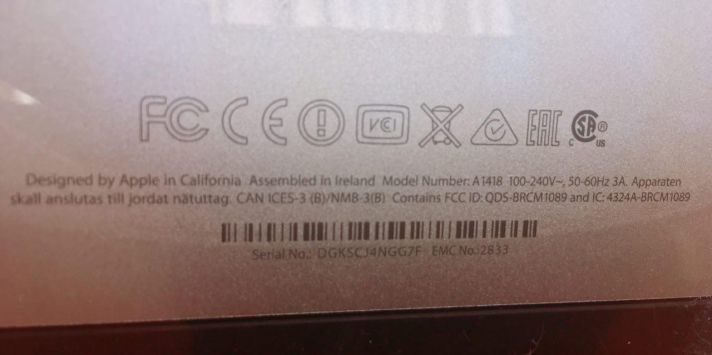 FC CE VCI EAC SA®
C US
Designed by Apple in California Assembled in Ireland Model Number: A1418 100-240V~, 50-60Hz 3A. Apparaten
skall anslutas till jordat nätuttag. CAN ICES-3 (B)/NMB-3(B) Contains FCC ID: QDS-BRCM1089 and IC: 4324A-BRCM1089
Serial No.: DGKSCJ4NGG7F EMC No.: 2833